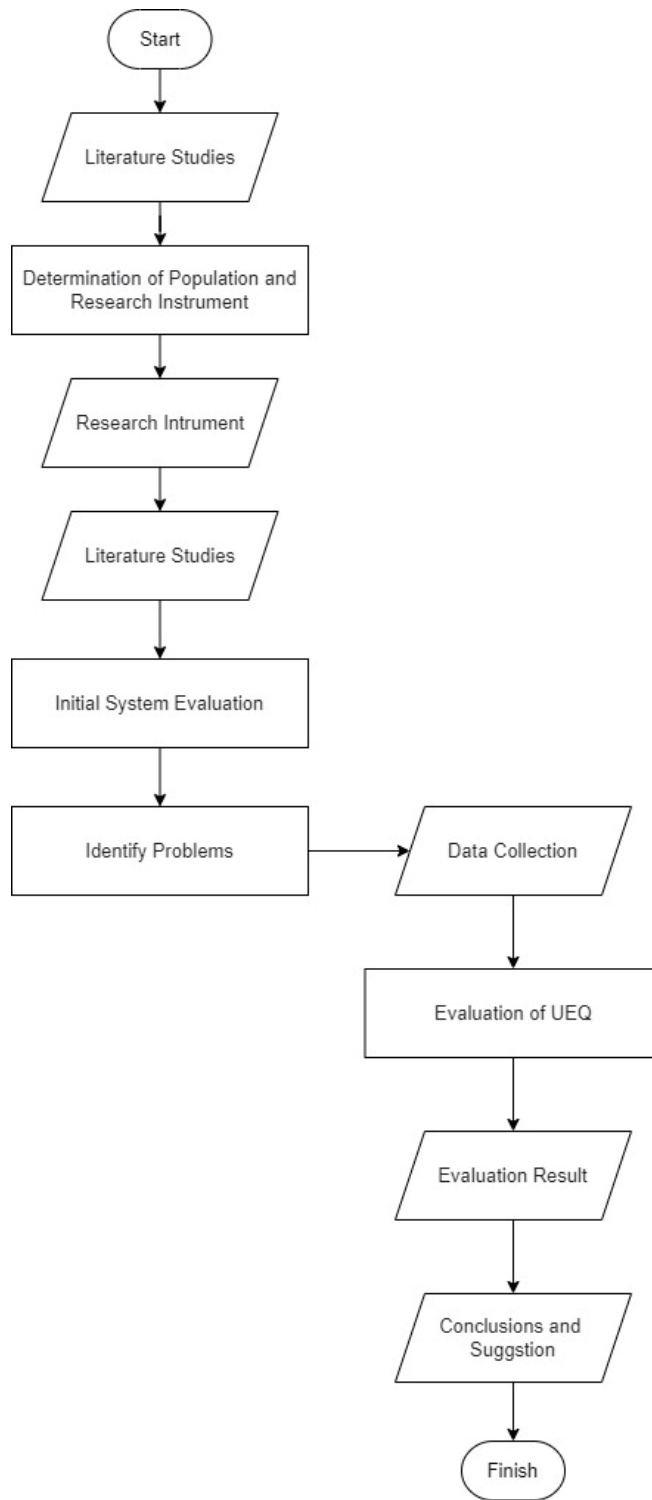 Start
Literature Studies
Determination of Population and
Research Instrument
Research Intrument
Literature Studies
Initial System Evaluation
Identify Problems
Data Collection
Evaluation of UEQ
Evaluation Result
Conclusions and
Suggstion
Finish